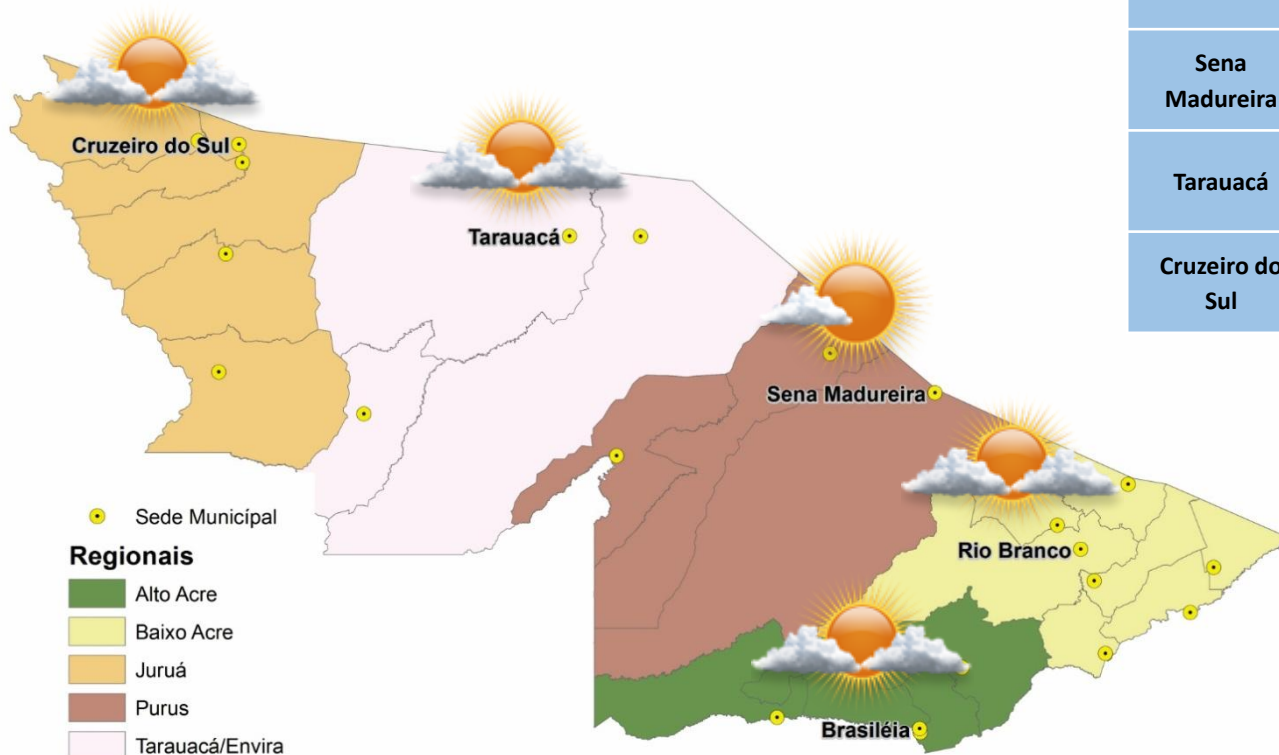 Cruzeiro do Sul
Tarauacá
Sena Madureira
Rio Branco
Brasiléia
Sede Municípal
Regionais
Alto Acre
Baixo Acre
Juruá
Purus
Tarauacá/Envira
Sena
Madureira
Tarauacá
Cruzeiro do
Sul